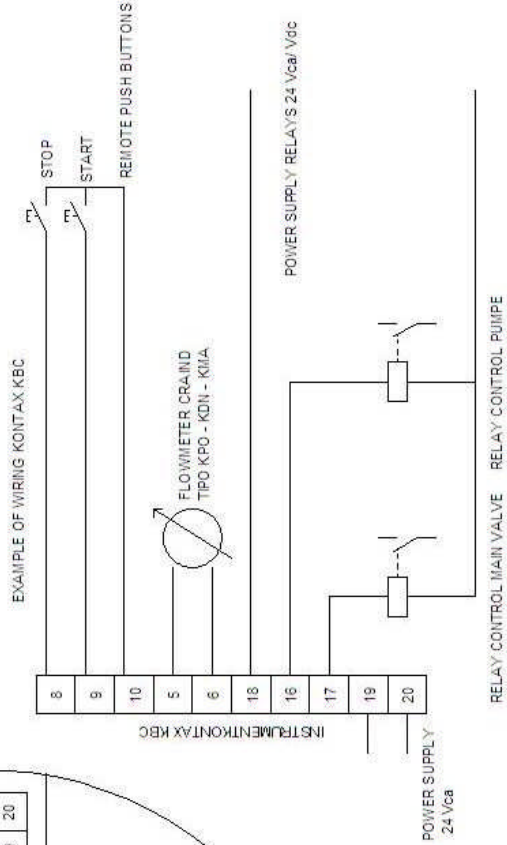 EXAMPLE OF WIRING KONTAX KBC
STOP
START
REMOTE PUSH BUTTONS
FLOWMETER CRAIND
TIPO KPO - KDN - KMA
POWER SUPPLY RELAYS 24 Vca/ Vdc
8
9
10
5
6
18
16
17
19
20
INSTRUMENTKONTAX KBC
POWER SUPPLY
24 Vca
RELAY CONTROL MAIN VALVE
RELAY CONTROL PUMPE
20